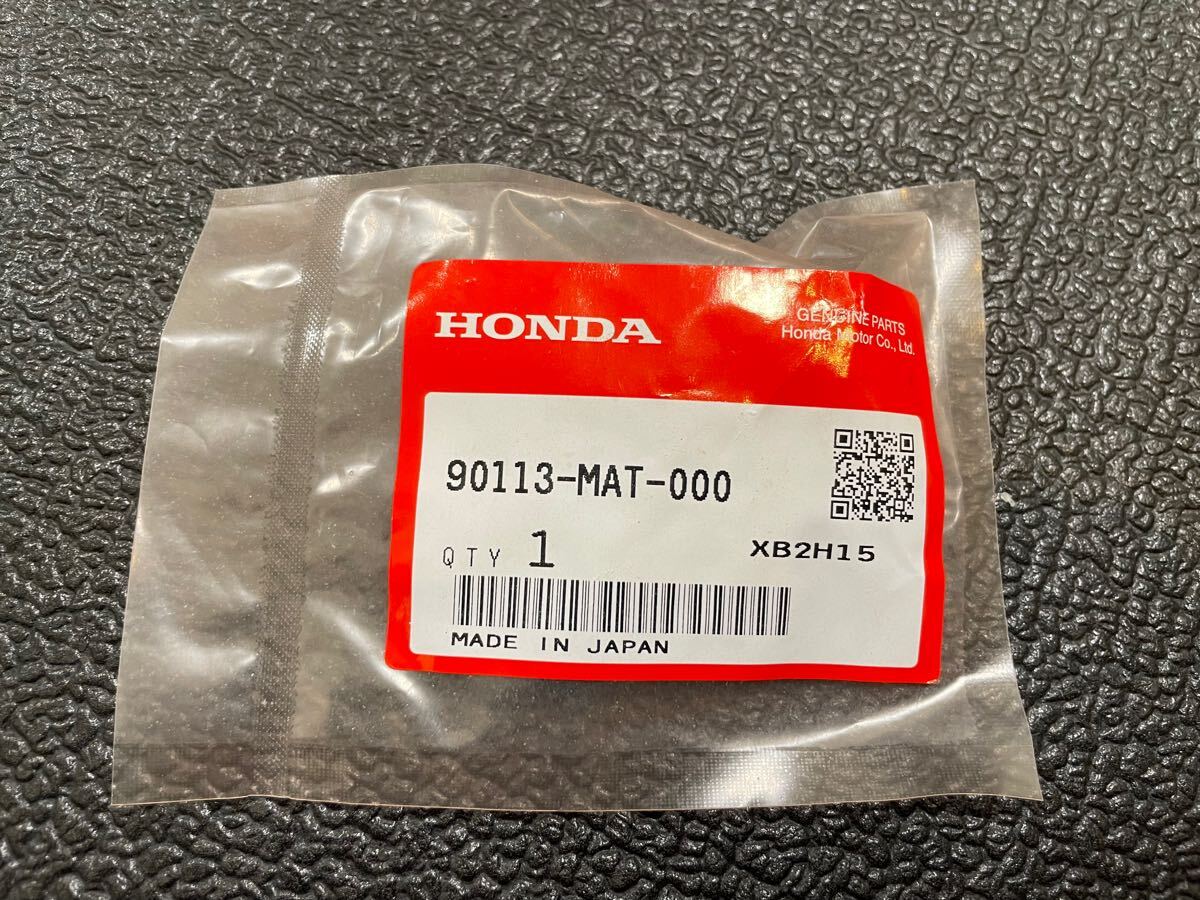 HONDA
GENUINE PARTS
Honda Motor Co., Ltd.
90113-MAT-000
QTY 1
XB2H15
MADE IN JAPAN